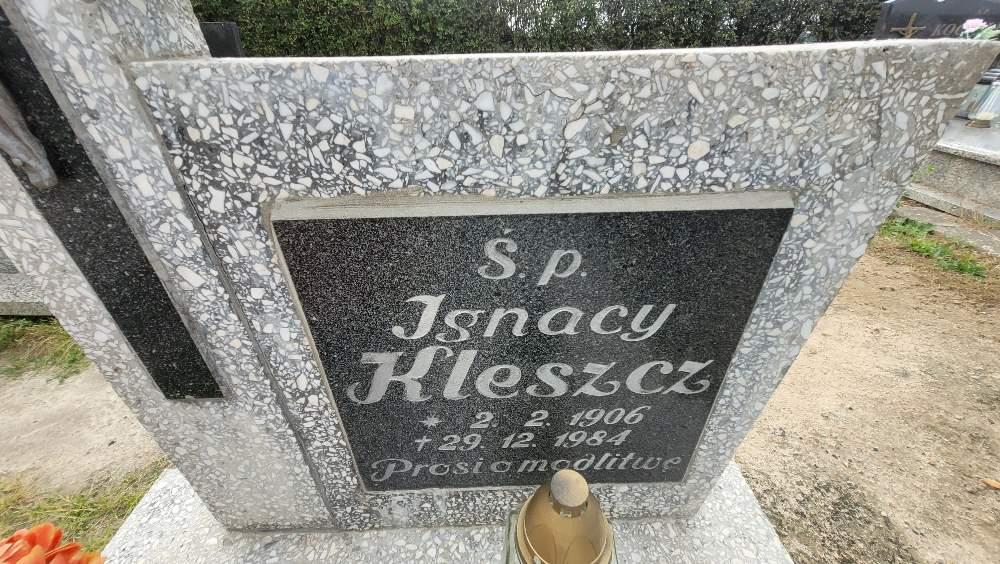 Ś. p.
Ignacy
Kleszcz
* 2. 2. 1906
† 29. 12. 1984
Prosi o modlitwę